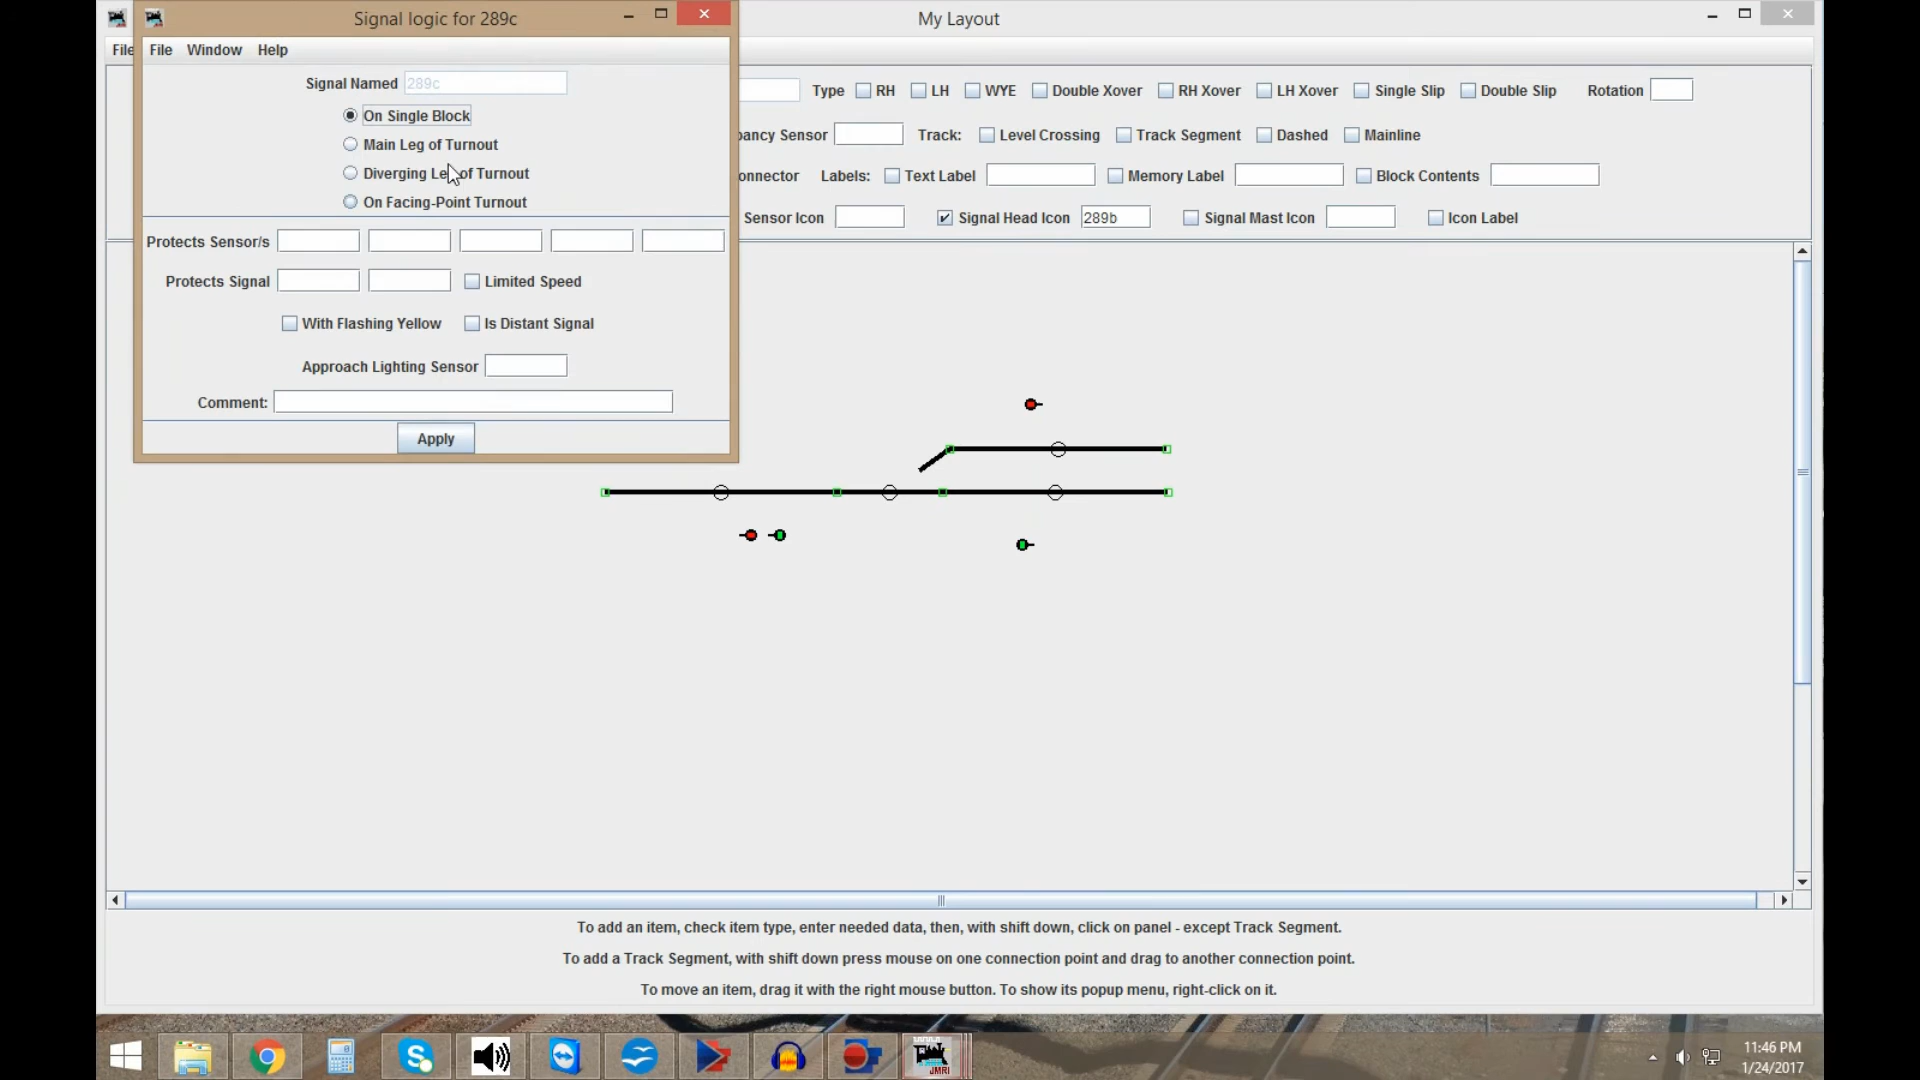 Signal logic for 289c
My Layout
File
File Window Help
Signal Named 289c
On Single Block
Main Leg of Turnout
Diverging Leg of Turnout
On Facing-Point Turnout
Protects Sensor/s
Protects Signal Limited Speed
With Flashing Yellow Is Distant Signal
Approach Lighting Sensor
Comment:
Apply
Type RH LH WYE Double Xover RH Xover LH Xover Single Slip Double Slip Rotation
pancy Sensor Track: Level Crossing Track Segment Dashed Mainline
onnector Labels: Text Label Memory Label Block Contents
Sensor Icon Signal Head Icon 289b Signal Mast Icon Icon Label
To add an item, check item type, enter needed data, then, with shift down, click on panel - except Track Segment.
To add a Track Segment, with shift down press mouse on one connection point and drag to another connection point.
To move an item, drag it with the right mouse button. To show its popup menu, right-click on it.
JMRI
11:46 PM
1/24/2017